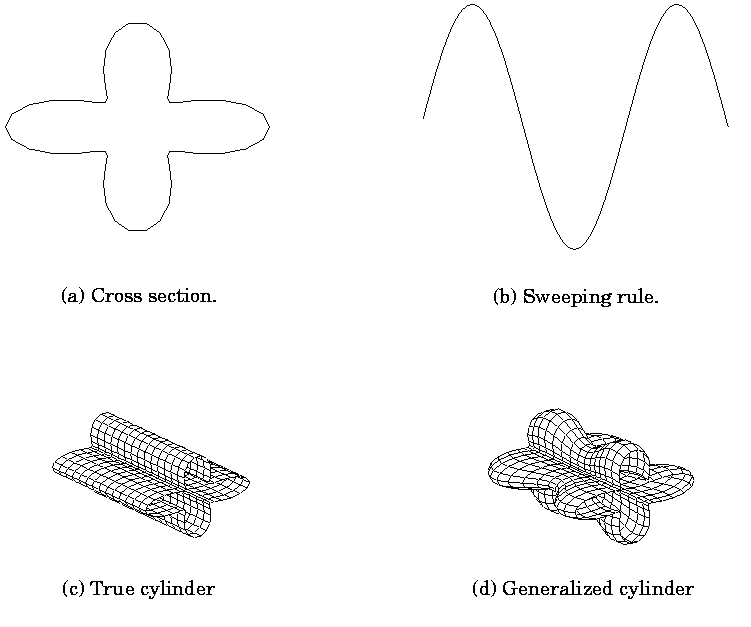 (a) Cross section.
(b) Sweeping rule.
(c) True cylinder
(d) Generalized cylinder